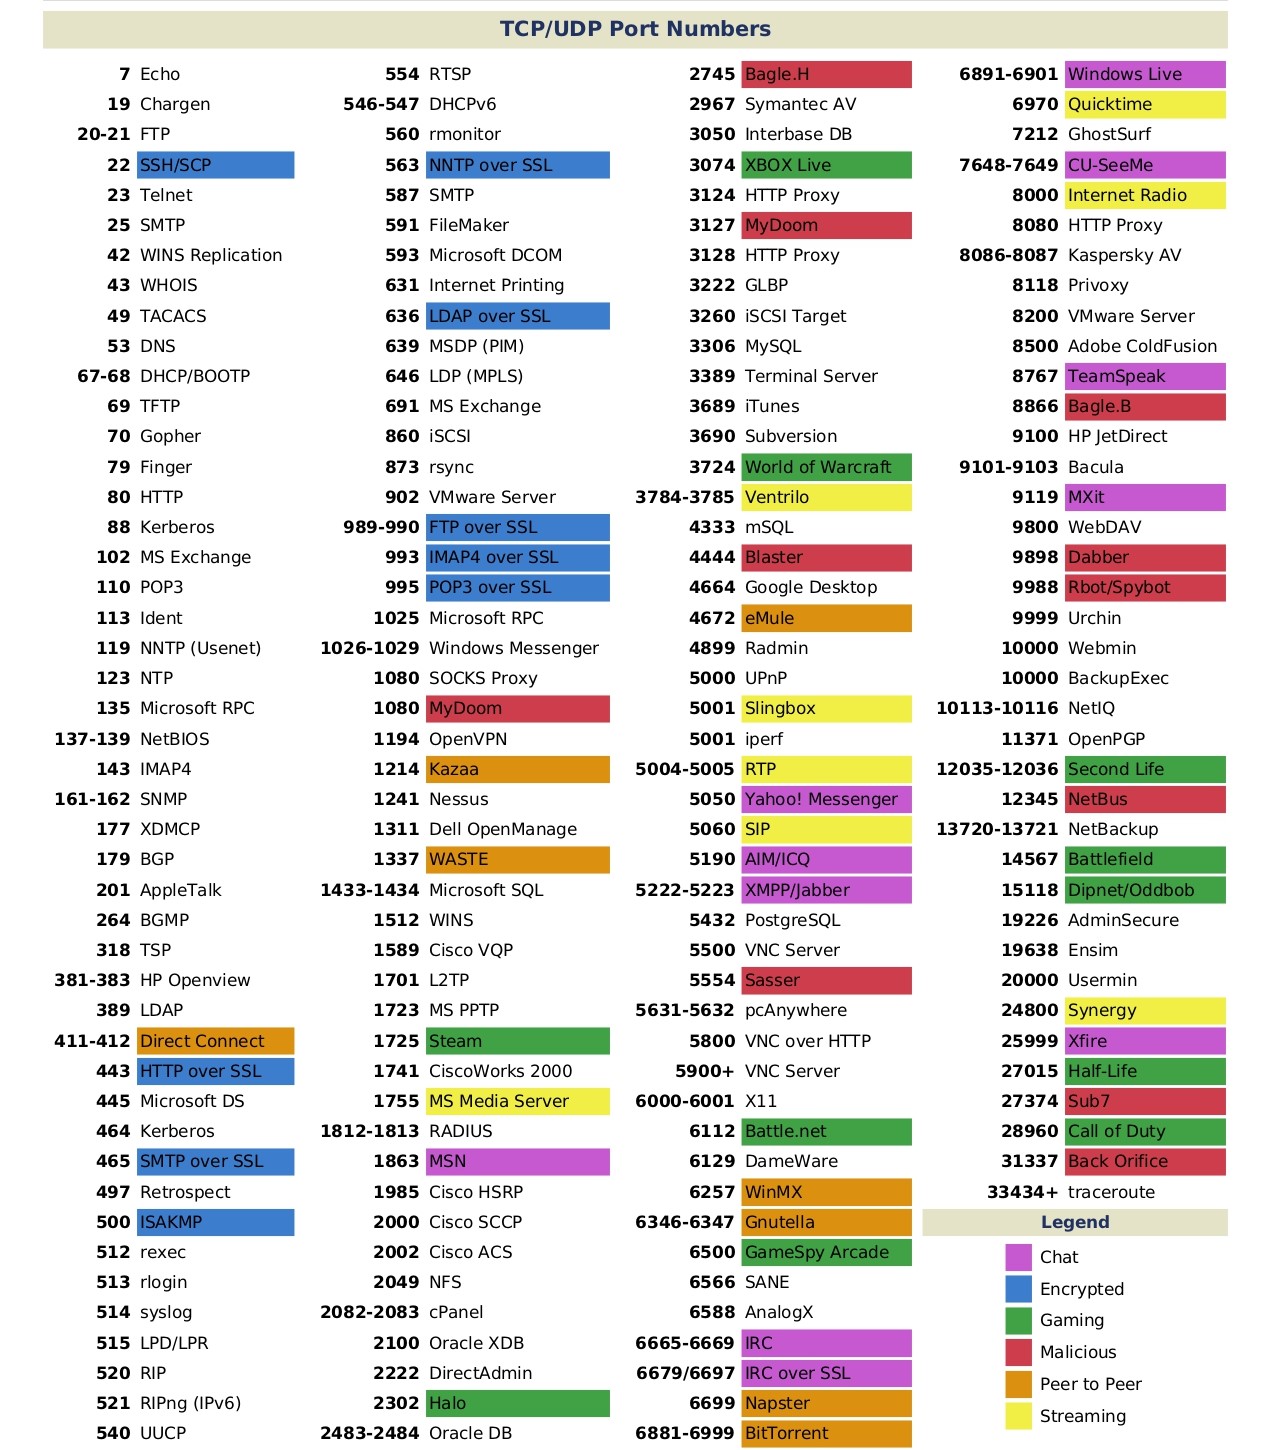 TCP/UDP Port Numbers
7 Echo
19 Chargen
20-21 FTP
22 SSH/SCP
23 Telnet
25 SMTP
42 WINS Replication
43 WHOIS
49 TACACS
53 DNS
67-68 DHCP/BOOTP
69 TFTP
70 Gopher
79 Finger
80 HTTP
88 Kerberos
102 MS Exchange
110 POP3
113 Ident
119 NNTP (Usenet)
123 NTP
135 Microsoft RPC
137-139 NetBIOS
143 IMAP4
161-162 SNMP
177 XDMCP
179 BGP
201 AppleTalk
264 BGMP
318 TSP
381-383 HP Openview
389 LDAP
411-412 Direct Connect
443 HTTP over SSL
445 Microsoft DS
464 Kerberos
465 SMTP over SSL
497 Retrospect
500 ISAKMP
512 rexec
513 rlogin
514 syslog
515 LPD/LPR
520 RIP
521 RIPng (IPv6)
540 UUCP
554 RTSP
546-547 DHCPv6
560 rmonitor
563 NNTP over SSL
587 SMTP
591 FileMaker
593 Microsoft DCOM
631 Internet Printing
636 LDAP over SSL
639 MSDP (PIM)
646 LDP (MPLS)
691 MS Exchange
860 iSCSI
873 rsync
902 VMware Server
989-990 FTP over SSL
993 IMAP4 over SSL
995 POP3 over SSL
1025 Microsoft RPC
1026-1029 Windows Messenger
1080 SOCKS Proxy
1080 MyDoom
1194 OpenVPN
1214 Kazaa
1241 Nessus
1311 Dell OpenManage
1337 WASTE
1433-1434 Microsoft SQL
1512 WINS
1589 Cisco VQP
1701 L2TP
1723 MS PPTP
1725 Steam
1741 CiscoWorks 2000
1755 MS Media Server
1812-1813 RADIUS
1863 MSN
1985 Cisco HSRP
2000 Cisco SCCP
2002 Cisco ACS
2049 NFS
2082-2083 cPanel
2100 Oracle XDB
2222 DirectAdmin
2302 Halo
2483-2484 Oracle DB
2745 Bagle.H
2967 Symantec AV
3050 Interbase DB
3074 XBOX Live
3124 HTTP Proxy
3127 MyDoom
3128 HTTP Proxy
3222 GLBP
3260 iSCSI Target
3306 MySQL
3389 Terminal Server
3689 iTunes
3690 Subversion
3724 World of Warcraft
3784-3785 Ventrilo
4333 mSQL
4444 Blaster
4664 Google Desktop
4672 eMule
4899 Radmin
5000 UPnP
5001 Slingbox
5001 iperf
5004-5005 RTP
5050 Yahoo! Messenger
5060 SIP
5190 AIM/ICQ
5222-5223 XMPP/Jabber
5432 PostgreSQL
5500 VNC Server
5554 Sasser
5631-5632 pcAnywhere
5800 VNC over HTTP
5900+ VNC Server
6000-6001 X11
6112 Battle.net
6129 DameWare
6257 WinMX
6346-6347 Gnutella
6500 GameSpy Arcade
6566 SANE
6588 AnalogX
6665-6669 IRC
6679/6697 IRC over SSL
6699 Napster
6881-6999 BitTorrent
6891-6901 Windows Live
6970 Quicktime
7212 GhostSurf
7648-7649 CU-SeeMe
8000 Internet Radio
8080 HTTP Proxy
8086-8087 Kaspersky AV
8118 Privoxy
8200 VMware Server
8500 Adobe ColdFusion
8767 TeamSpeak
8866 Bagle.B
9100 HP JetDirect
9101-9103 Bacula
9119 MXit
9800 WebDAV
9898 Dabber
9988 Rbot/Spybot
9999 Urchin
10000 Webmin
10000 BackupExec
10113-10116 NetIQ
11371 OpenPGP
12035-12036 Second Life
12345 NetBus
13720-13721 NetBackup
14567 Battlefield
15118 Dipnet/Oddbob
19226 AdminSecure
19638 Ensim
20000 Usermin
24800 Synergy
25999 Xfire
27015 Half-Life
27374 Sub7
28960 Call of Duty
31337 Back Orifice
33434+ traceroute
Legend
Chat
Encrypted
Gaming
Malicious
Peer to Peer
Streaming